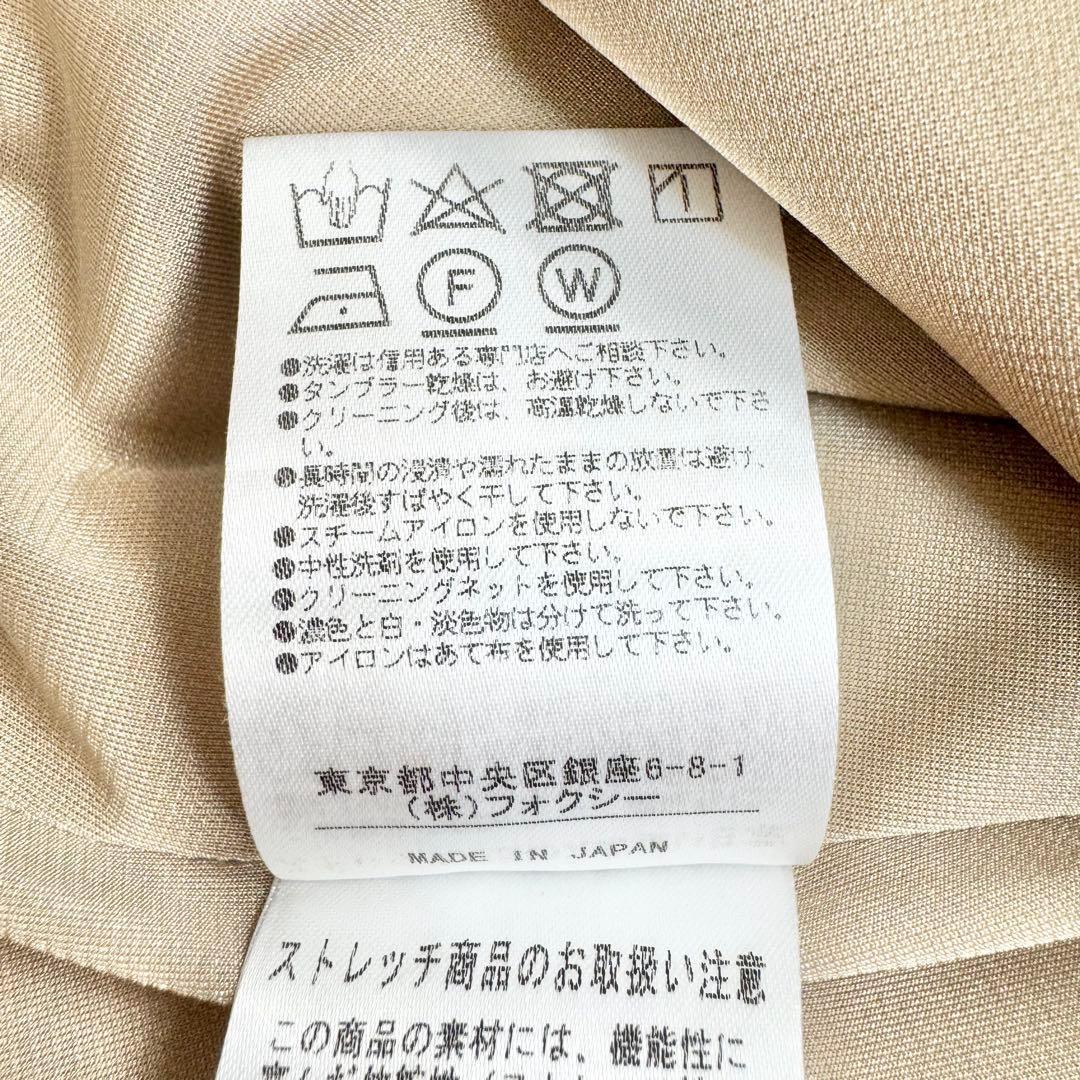 F W
●洗濯は信用ある専門店へご相談下さい。
●タンブラー乾燥は、お避け下さい。
●クリーニング後は、高温乾燥しないで下さ
い。
●長時間の浸漬や濡れたままの放置は避け、
洗濯後すばやく干して下さい。
●スチームアイロンを使用しないで下さい。
●中性洗剤を使用して下さい。
●クリーニングネットを使用して下さい。
●濃色と白・淡色物は分けて洗って下さい。
●アイロンはあて布を使用して下さい。
東京都中央区銀座6-8-1
(株)フォクシー
MADE IN JAPAN
ストレッチ商品のお取扱い注意
この商品の素材には、機能性に